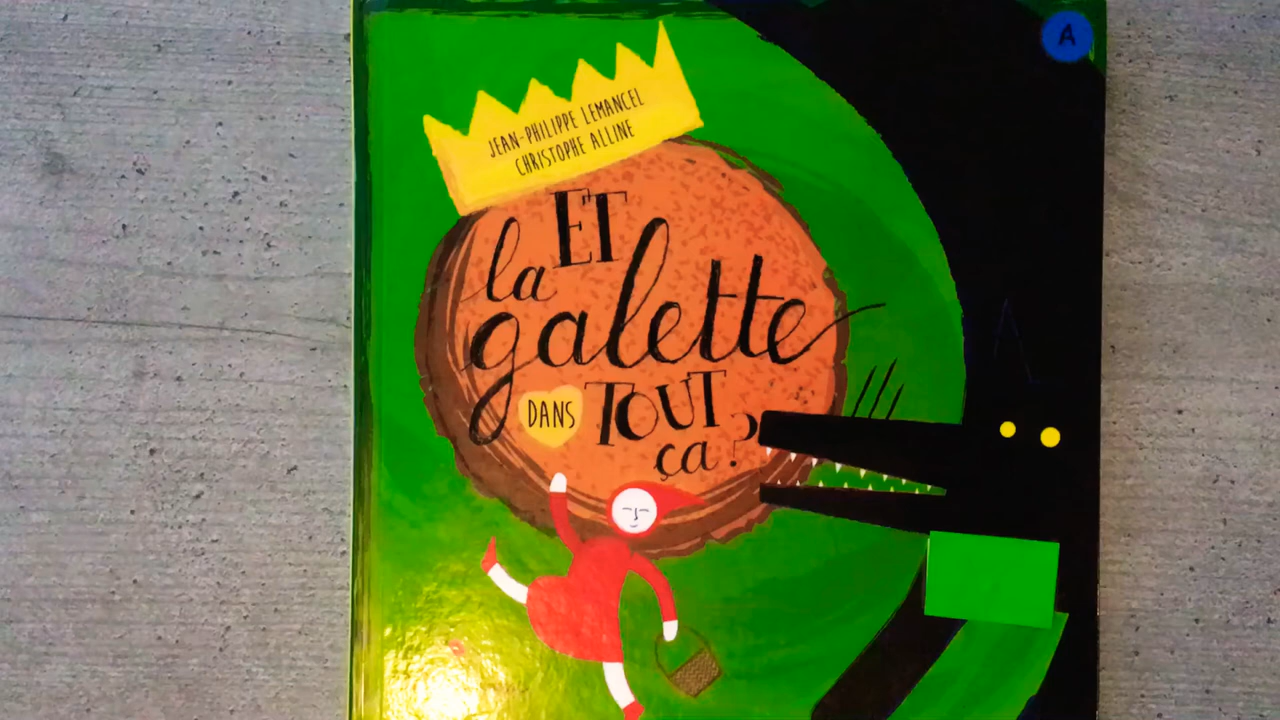 A
JEAN-PHILIPPE LEMANCEL
CHRISTOPHE ALLINE
ET
la
galette
DANS TOUT
ça?